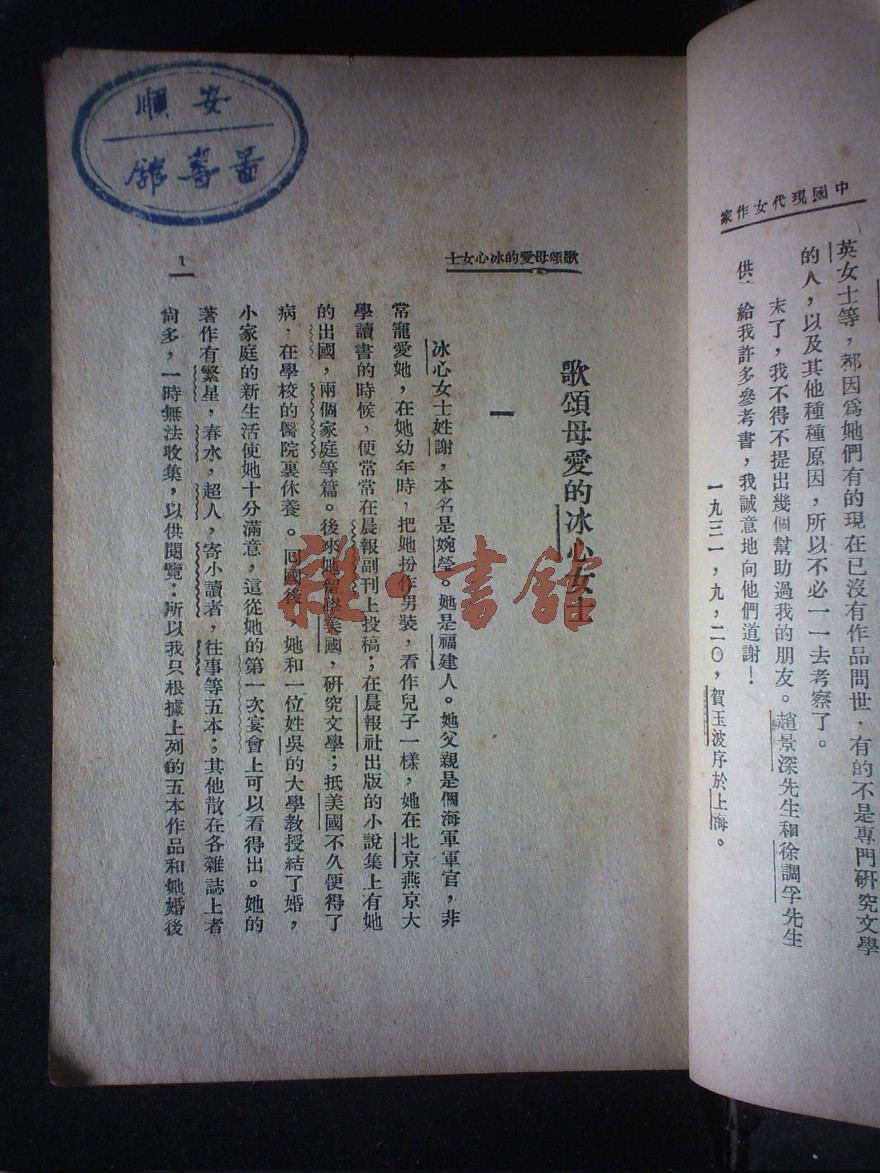 中國現代女作家
英女士等，都因爲她們有的現在已沒有作品問世，有的不是專門研究文學
的人，以及其他種種原因，所以不必一一去考察了。
末了，我不得不提出幾個幫助過我的朋友。趙景深先生和徐調孚先生
供給我許多參考書，我誠意地向他們道謝！
一九三一，九，二〇，賀玉波序於上海。
歌頌母愛的冰心女士
歌頌母愛的冰心女士
一
冰心女士姓謝，本名是婉瑩。她是福建人。她父親是個海軍軍官，非
常寵愛她，在她幼年時，把她扮作男裝，看作兒子一樣，她在北京燕京大
學讀書的時候，便常常在晨報副刊上投稿；在晨報社出版的小說集上有她
的出國，兩個家庭等篇。後來她留學美國，研究文學；抵美國不久便得了
病，在學校的醫院裏休養。囘國後，她和一位姓吳的大學教授結了婚，
小家庭的新生活使她十分滿意，這從她的第一次宴會上可以看得出。她的
著作有繁星，春水，超人，寄小讀者，往事等五本；其他散在各雜誌上者
尚多，一時無法收集，以供閱覽：所以我只根據上列的五本作品和她婚後
1
安順
圖書館
雜·書館